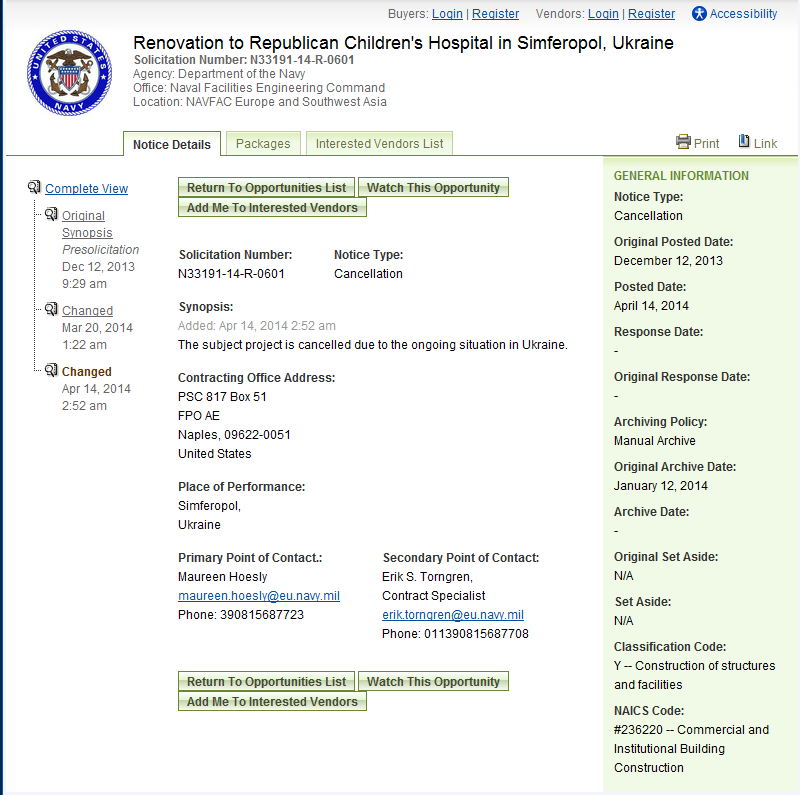 Buyers: Login | Register Vendors: Login | Register Accessibility
UNITED STATES
NAVY
Renovation to Republican Children's Hospital in Simferopol, Ukraine
Solicitation Number: N33191-14-R-0601
Agency: Department of the Navy
Office: Naval Facilities Engineering Command
Location: NAVFAC Europe and Southwest Asia
Notice Details Packages Interested Vendors List Print Link
Complete View
Original
Synopsis
Presolicitation
Dec 12, 2013
9:29 am
Changed
Mar 20, 2014
1:22 am
Changed
Apr 14, 2014
2:52 am
Return To Opportunities List Watch This Opportunity
Add Me To Interested Vendors
Solicitation Number: Notice Type:
N33191-14-R-0601 Cancellation
Synopsis:
Added: Apr 14, 2014 2:52 am
The subject project is cancelled due to the ongoing situation in Ukraine.
Contracting Office Address:
PSC 817 Box 51
FPO AE
Naples, 09622-0051
United States
Place of Performance:
Simferopol,
Ukraine
Primary Point of Contact.:
Maureen Hoesly
maureen.hoesly@eu.navy.mil
Phone: 390815687723
Secondary Point of Contact:
Erik S. Torngren,
Contract Specialist
erik.torngren@eu.navy.mil
Phone: 011390815687708
Return To Opportunities List Watch This Opportunity
Add Me To Interested Vendors
GENERAL INFORMATION
Notice Type:
Cancellation
Original Posted Date:
December 12, 2013
Posted Date:
April 14, 2014
Response Date:
-
Original Response Date:
-
Archiving Policy:
Manual Archive
Original Archive Date:
January 12, 2014
Archive Date:
-
Original Set Aside:
N/A
Set Aside:
N/A
Classification Code:
Y -- Construction of structures
and facilities
NAICS Code:
#236220 -- Commercial and
Institutional Building
Construction